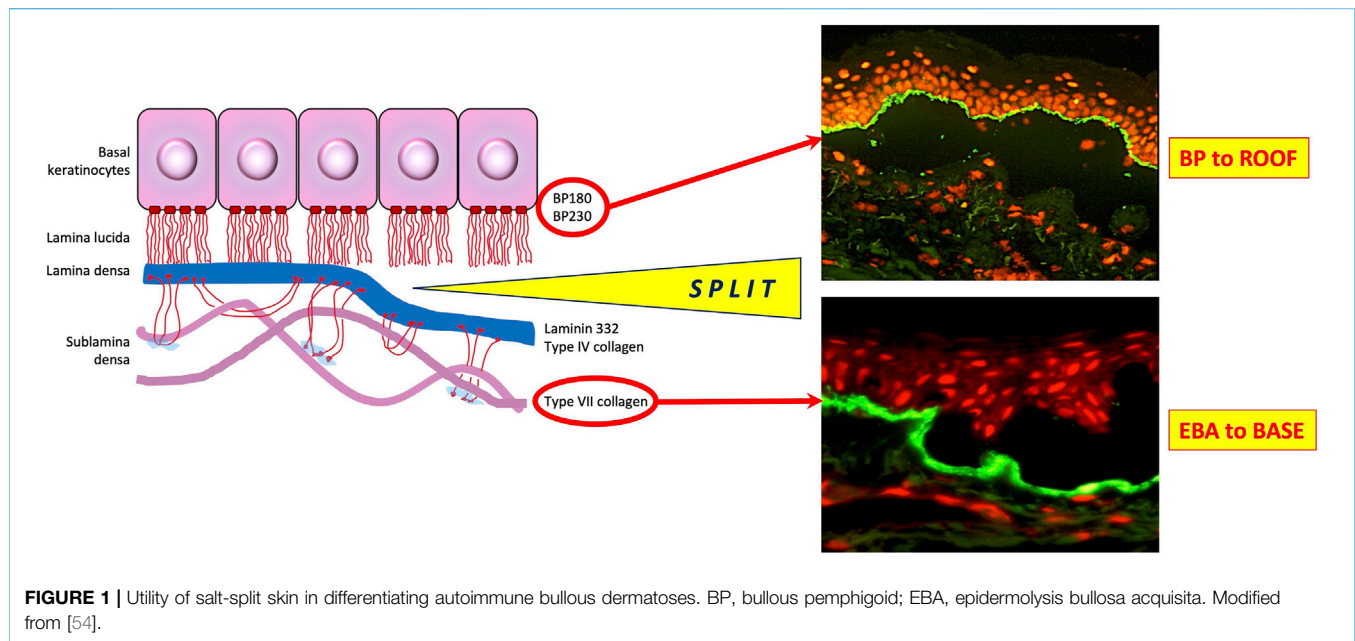 Basal
keratinocytes
Lamina lucida
Lamina densa
Sublamina
densa
BP180
BP230
SPLIT
Laminin 332
Type IV collagen
Type VII collagen
BP to ROOF
EBA to BASE
FIGURE 1 | Utility of salt-split skin in differentiating autoimmune bullous dermatoses. BP, bullous pemphigoid; EBA, epidermolysis bullosa acquisita. Modified
from [54].